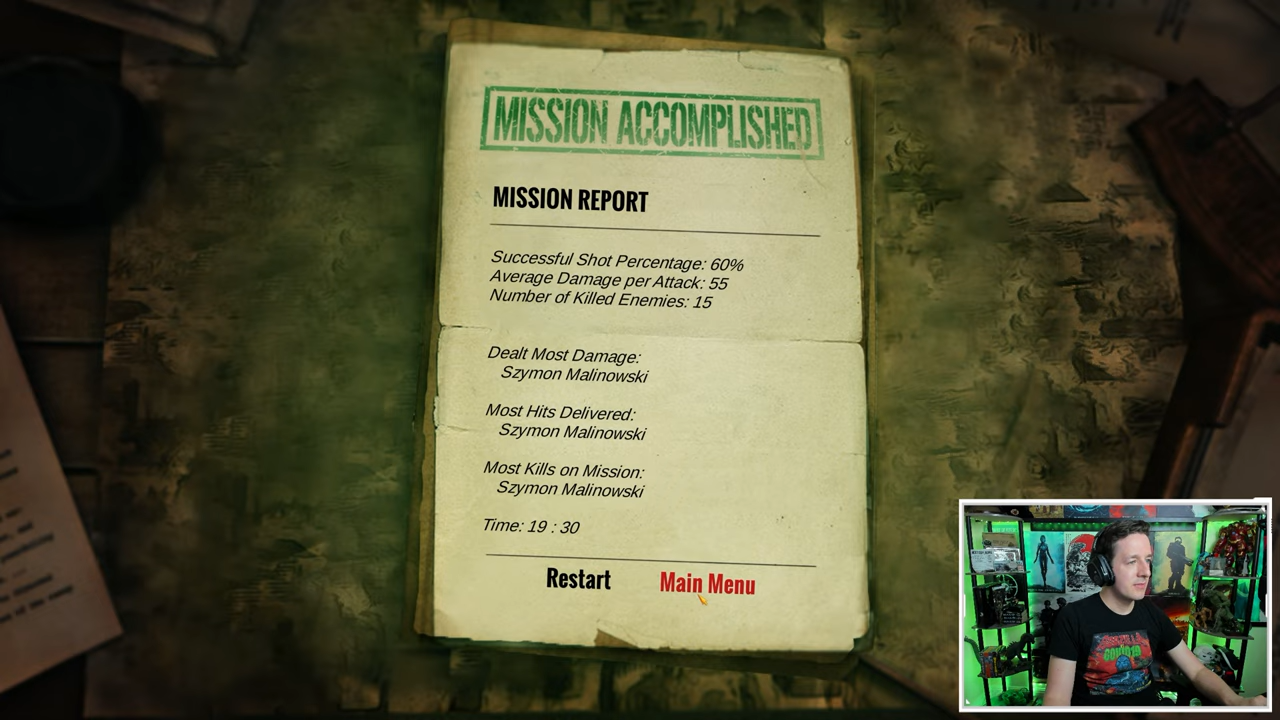 MISSION ACCOMPLISHED
MISSION REPORT
Successful Shot Percentage: 60%
Average Damage per Attack: 55
Number of Killed Enemies: 15
Dealt Most Damage:
Szymon Malinowski
Most Hits Delivered:
Szymon Malinowski
Most Kills on Mission:
Szymon Malinowski
Time: 19 : 30
Restart
Main Menu